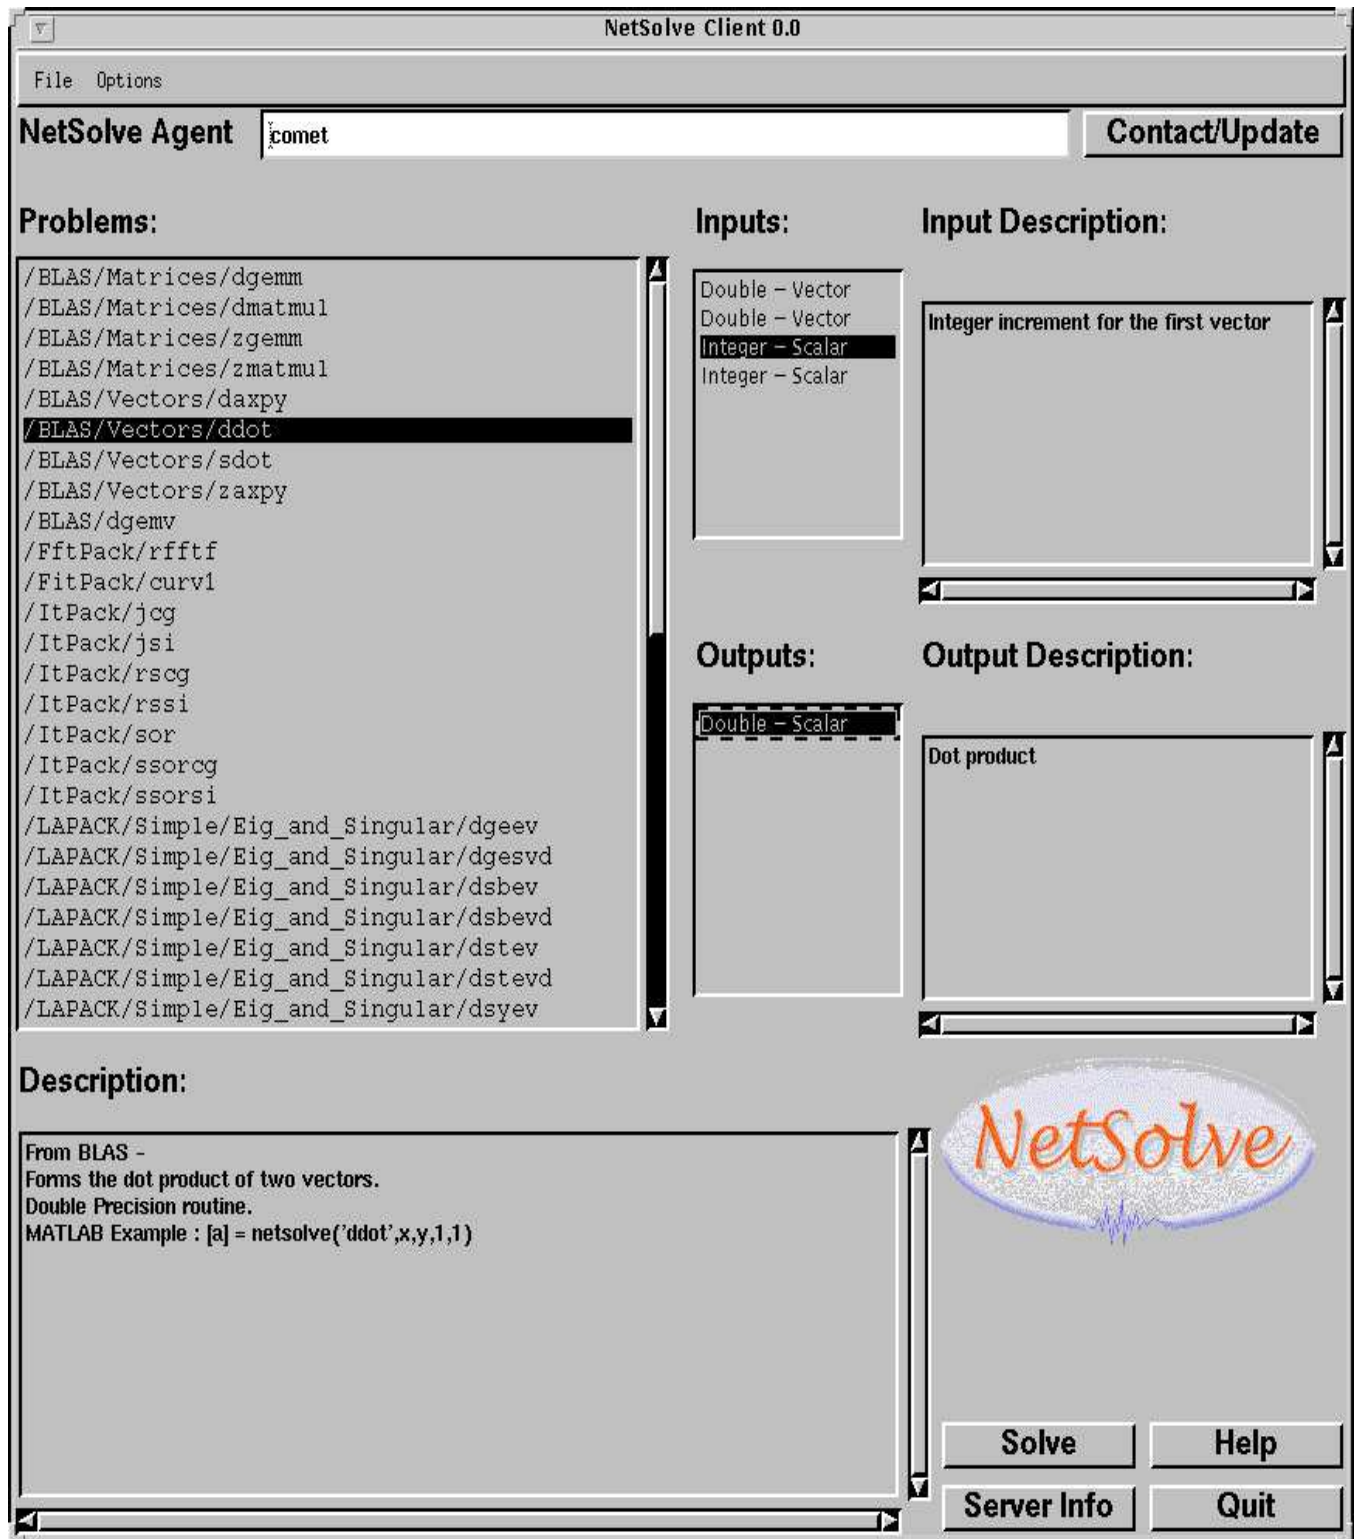 NetSolve Client 0.0
File Options
NetSolve Agent comet Contact/Update
Problems:
/BLAS/Matrices/dgemm
/BLAS/Matrices/dmatmul
/BLAS/Matrices/zgemm
/BLAS/Matrices/zmatmul
/BLAS/Vectors/daxpy
/BLAS/Vectors/ddot
/BLAS/Vectors/sdot
/BLAS/Vectors/zaxpy
/BLAS/dgemv
/FftPack/rfftf
/FitPack/curv1
/ItPack/jcg
/ItPack/jsi
/ItPack/rscg
/ItPack/rssi
/ItPack/sor
/ItPack/ssorcg
/ItPack/ssorsi
/LAPACK/Simple/Eig_and_Singular/dgeev
/LAPACK/Simple/Eig_and_Singular/dgesvd
/LAPACK/Simple/Eig_and_Singular/dsbev
/LAPACK/Simple/Eig_and_Singular/dsbevd
/LAPACK/Simple/Eig_and_Singular/dstev
/LAPACK/Simple/Eig_and_Singular/dstevd
/LAPACK/Simple/Eig_and_Singular/dsyev
Inputs:
Double – Vector
Double – Vector
Integer – Scalar
Integer – Scalar
Input Description:
Integer increment for the first vector
Outputs:
Double – Scalar
Output Description:
Dot product
Description:
From BLAS -
Forms the dot product of two vectors.
Double Precision routine.
MATLAB Example : [a] = netsolve('ddot',x,y,1,1)
NetSolve
Solve Help
Server Info Quit